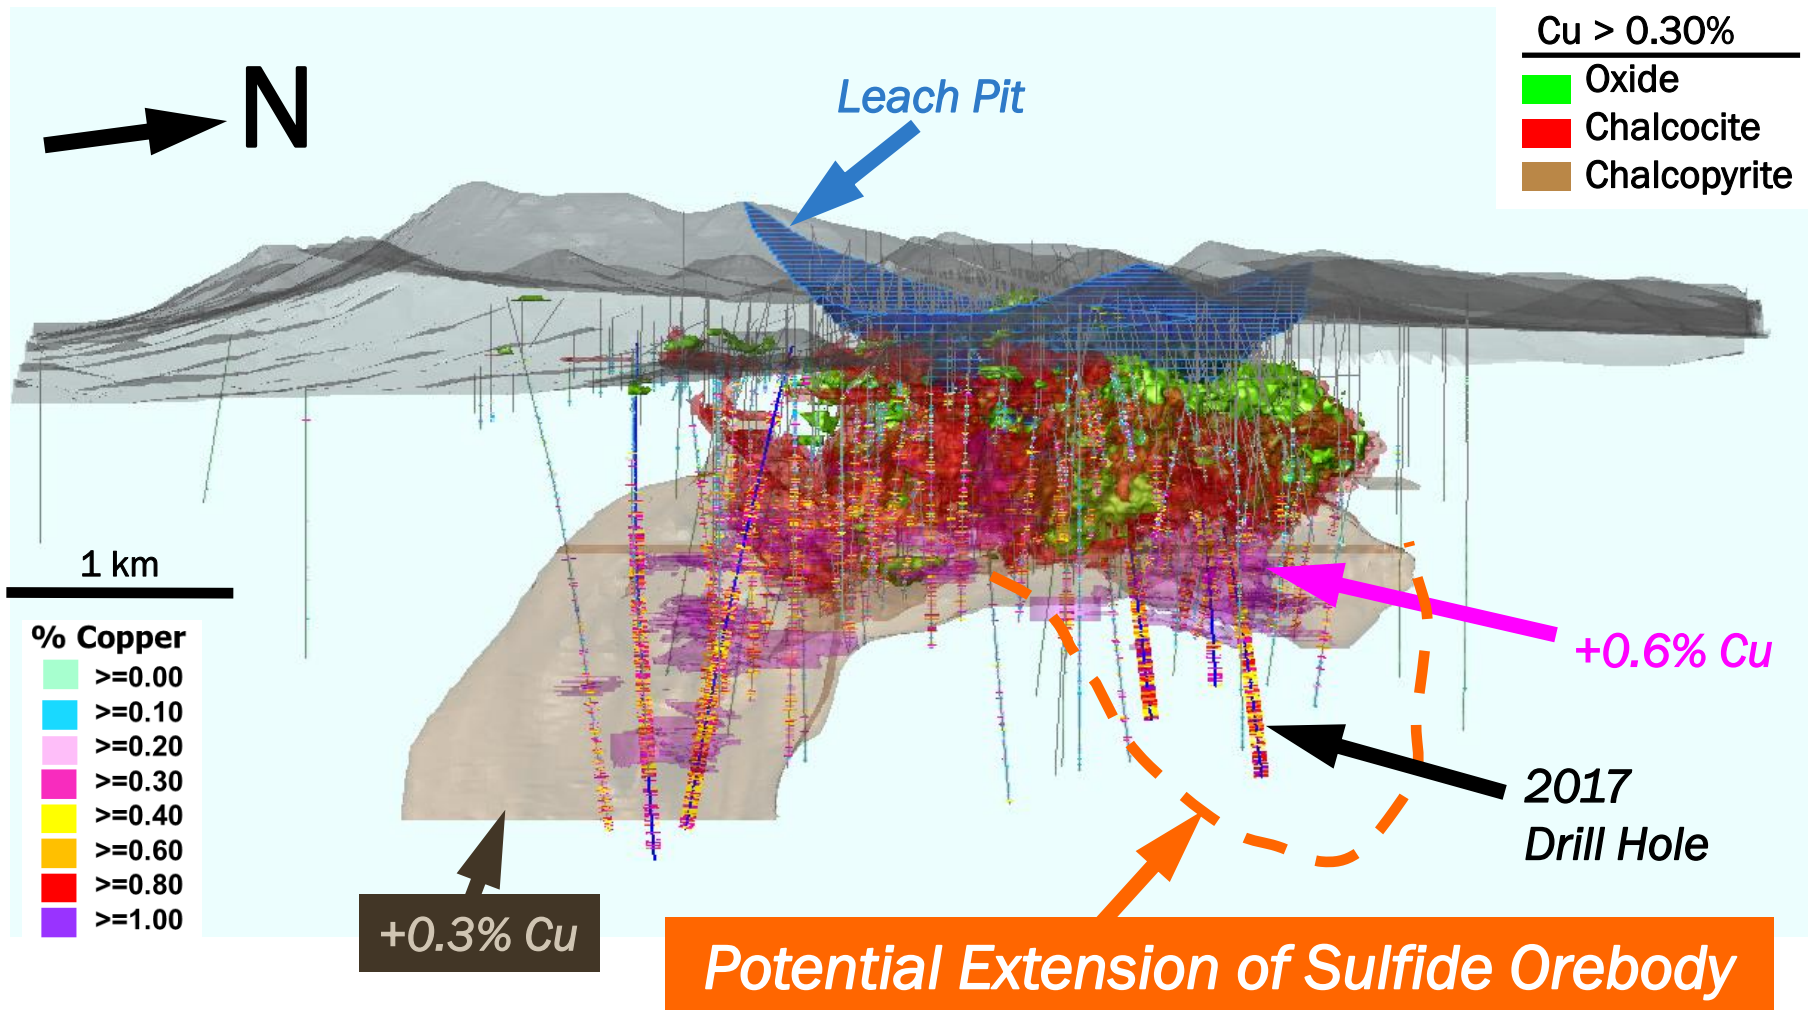 N
Leach Pit
Cu > 0.30%
Oxide
Chalcocite
Chalcopyrite
1 km
% Copper
>=0.00
>=0.10
>=0.20
>=0.30
>=0.40
>=0.60
>=0.80
>=1.00
+0.6% Cu
2017
Drill Hole
+0.3% Cu
Potential Extension of Sulfide Orebody